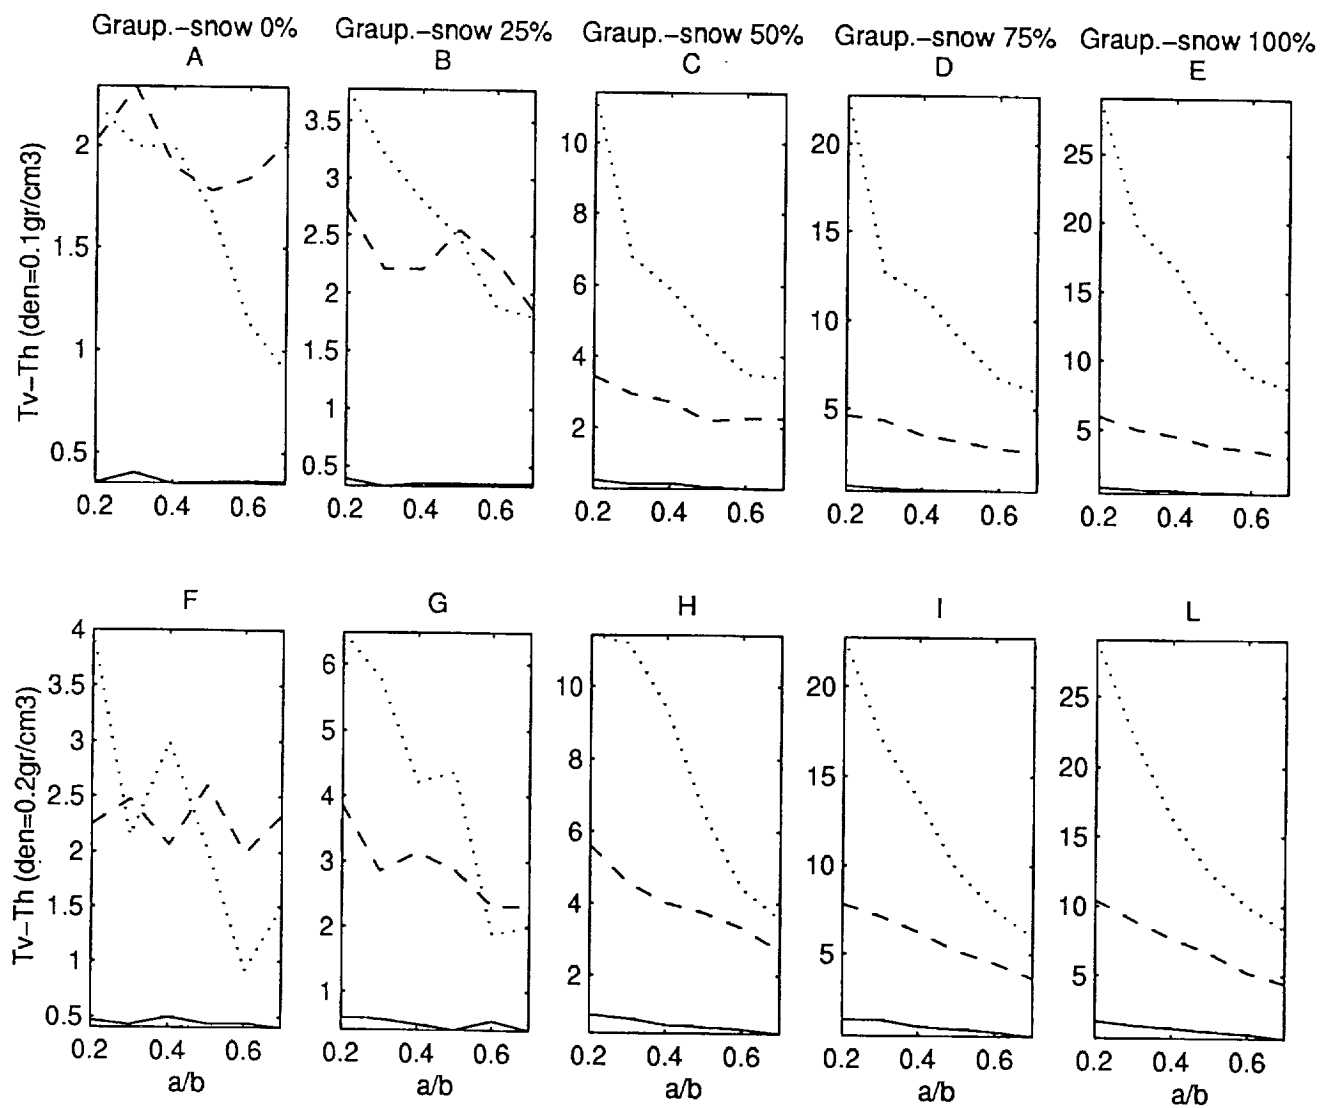 Graup.−snow 0% Graup.−snow 25% Graup.−snow 50% Graup.−snow 75% Graup.−snow 100%
A B C D E
Tv−Th (den=0.1gr/cm3)
2 1.5 1 0.5
3.5 3 2.5 2 1.5 1 0.5
10 8 6 4 2
20 15 10 5
25 20 15 10 5
0.2 0.4 0.6 0.2 0.4 0.6 0.2 0.4 0.6 0.2 0.4 0.6 0.2 0.4 0.6
F G H I L
Tv−Th (den=0.2gr/cm3)
4 3.5 3 2.5 2 1.5 1 0.5
6 5 4 3 2 1
10 8 6 4 2
20 15 10 5
25 20 15 10 5
0.2 0.4 0.6 0.2 0.4 0.6 0.2 0.4 0.6 0.2 0.4 0.6 0.2 0.4 0.6
a/b a/b a/b a/b a/b